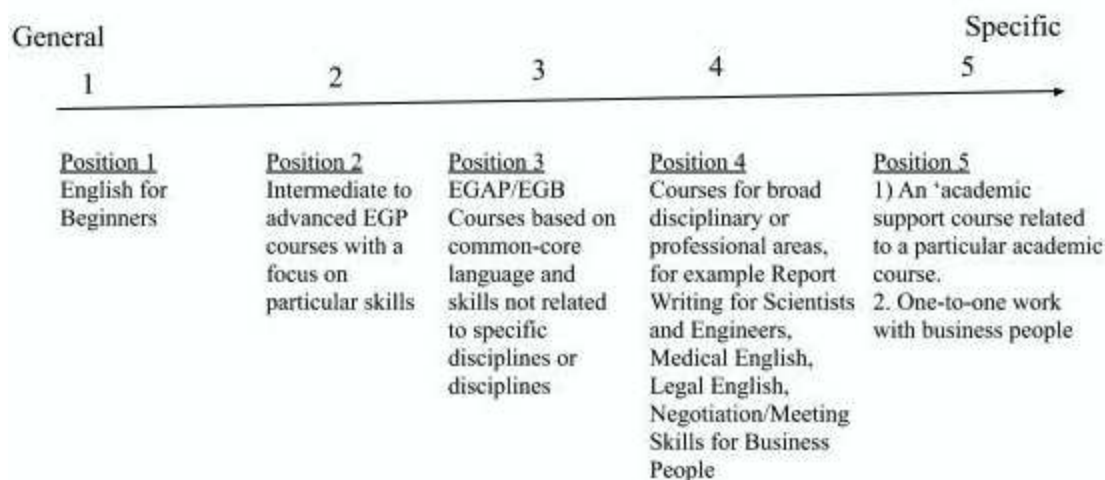 General
Specific
1
2
3
4
5
Position 1
English for
Beginners
Position 2
Intermediate to
advanced EGP
courses with a
focus on
particular skills
Position 3
EGAP/EGB
Courses based on
common-core
language and
skills not related
to specific
disciplines or
disciplines
Position 4
Courses for broad
disciplinary or
professional areas,
for example Report
Writing for Scientists
and Engineers,
Medical English,
Legal English,
Negotiation/Meeting
Skills for Business
People
Position 5
1) An ‘academic
support course related
to a particular academic
course.
2. One-to-one work
with business people